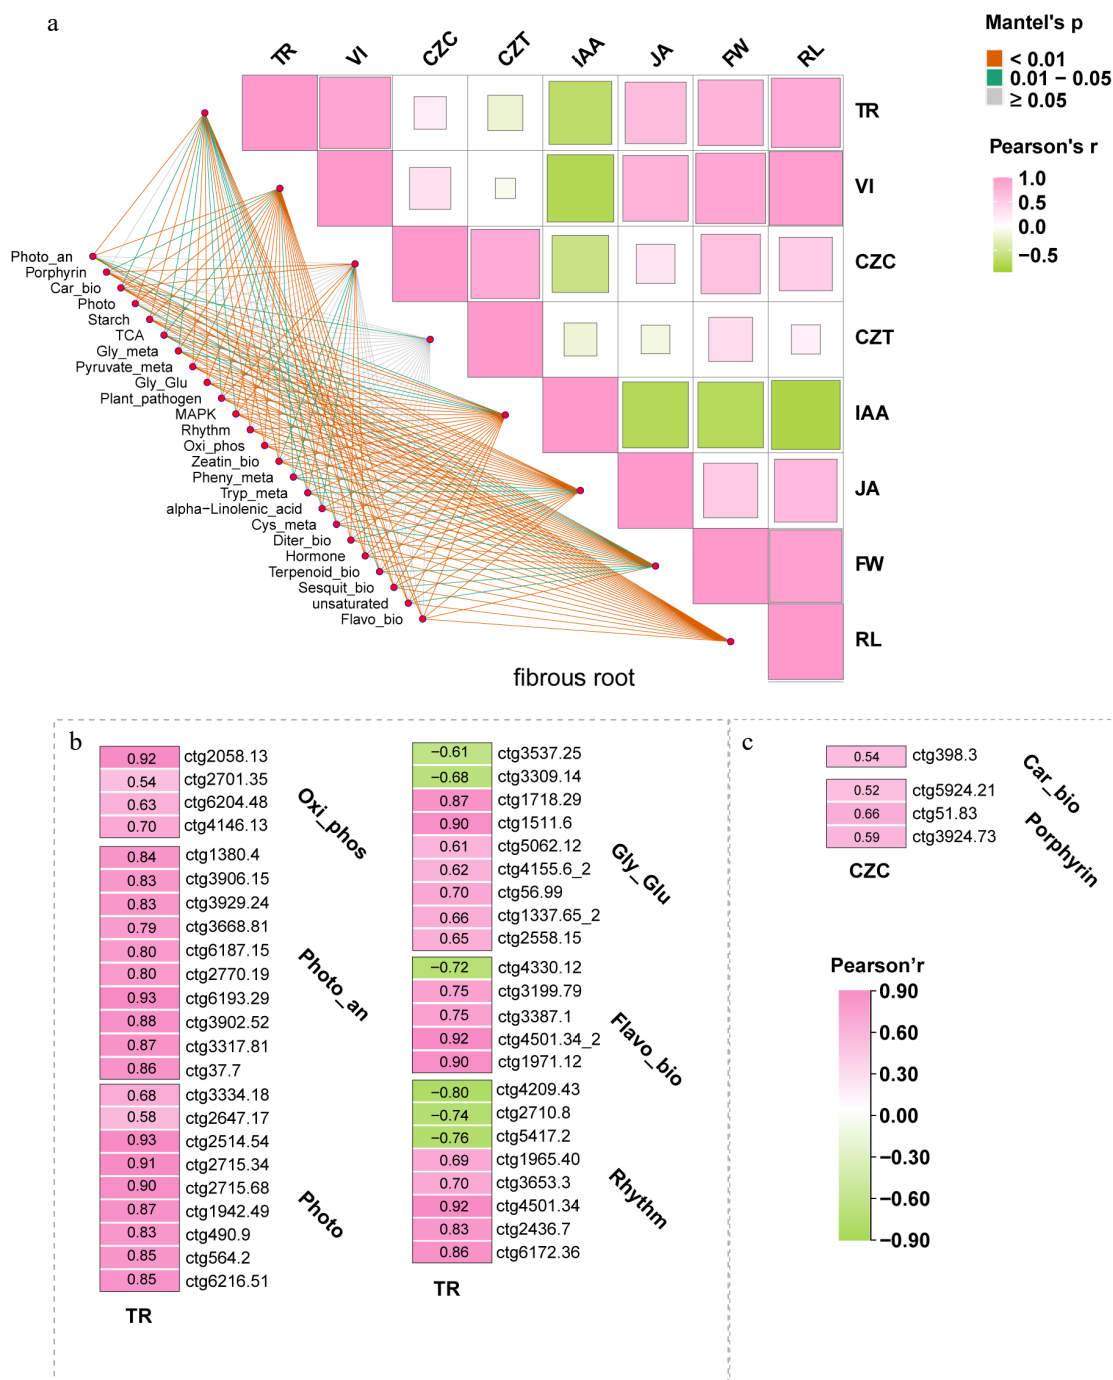 a
TR VI CZC CZT IAA JA FW RL
Mantel's p
< 0.01
0.01 − 0.05
≥ 0.05
Pearson's r
1.0
0.5
0.0
−0.5
TR
VI
CZC
CZT
IAA
JA
FW
RL
Photo_an
Porphyrin
Car_bio
Photo
Starch
TCA
Gly_meta
Pyruvate_meta
Gly_Glu
Plant_pathogen
MAPK
Rhythm
Oxi_phos
Zeatin_bio
Pheny_meta
Tryp_meta
alpha−Linolenic_acid
Cys_meta
Diter_bio
Hormone
Terpenoid_bio
Sesquit_bio
unsaturated
Flavo_bio
fibrous root
b
0.92 ctg2058.13
0.54 ctg2701.35
0.63 ctg6204.48
0.70 ctg4146.13
Oxi_phos
0.84 ctg1380.4
0.83 ctg3906.15
0.83 ctg3929.24
0.79 ctg3668.81
0.80 ctg6187.15
0.80 ctg2770.19
0.93 ctg6193.29
0.88 ctg3902.52
0.87 ctg3317.81
0.86 ctg37.7
Photo_an
0.68 ctg3334.18
0.58 ctg2647.17
0.93 ctg2514.54
0.91 ctg2715.34
0.90 ctg2715.68
0.87 ctg1942.49
0.83 ctg490.9
0.85 ctg564.2
0.85 ctg6216.51
Photo
TR
−0.61 ctg3537.25
−0.68 ctg3309.14
0.87 ctg1718.29
0.90 ctg1511.6
0.61 ctg5062.12
0.62 ctg4155.6_2
0.70 ctg56.99
0.66 ctg1337.65_2
0.65 ctg2558.15
Gly_Glu
−0.72 ctg4330.12
0.75 ctg3199.79
0.75 ctg3387.1
0.92 ctg4501.34_2
0.90 ctg1971.12
Flavo_bio
−0.80 ctg4209.43
−0.74 ctg2710.8
−0.76 ctg5417.2
0.69 ctg1965.40
0.70 ctg3653.3
0.92 ctg4501.34
0.83 ctg2436.7
0.86 ctg6172.36
Rhythm
TR
c
0.54 ctg398.3
Car_bio
0.52 ctg5924.21
0.66 ctg51.83
0.59 ctg3924.73
Porphyrin
CZC
Pearson’r
0.90
0.60
0.30
0.00
−0.30
−0.60
−0.90